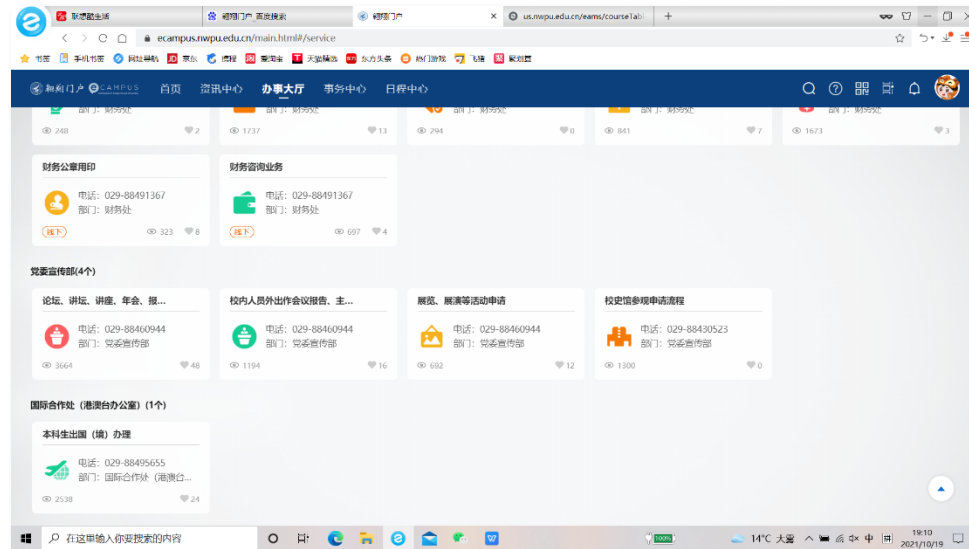 联想酷生活
翱翔门户_百度搜索
翱翔门户
us.nwpu.edu.cn/eams/courseTabl
ecampus.nwpu.edu.cn/main.html#/service
书签 手机书签 网址导航 京东 携程 爱淘宝 天猫精选 东方头条 热门游戏 飞猪 聚划算
翱翔门户 ECAMPUS 首页 资讯中心 办事大厅 事务中心 日程中心
部门：财务处 部门：财务处 部门：财务处 部门：财务处 部门：财务处
248 2 1737 13 294 0 841 7 1673 3
财务公章用印 财务咨询业务
电话：029-88491367 电话：029-88491367
部门：财务处 部门：财务处
线下 323 8 线下 697 4
党委宣传部(4个)
论坛、讲坛、讲座、年会、报... 校内人员外出作会议报告、主... 展览、展演等活动申请 校史馆参观申请流程
电话：029-88460944 电话：029-88460944 电话：029-88460944 电话：029-88430523
部门：党委宣传部 部门：党委宣传部 部门：党委宣传部 部门：党委宣传部
3664 48 1194 16 692 12 1300 0
国际合作处（港澳台办公室）(1个)
本科生出国（境）办理
电话：029-88495655
部门：国际合作处（港澳台...
2538 24
在这里输入你要搜索的内容
100%
14°C 大雾
中
19:10
2021/10/19